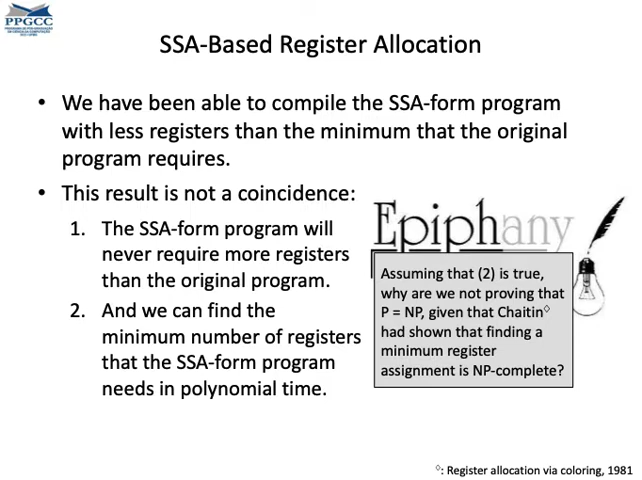 PPGCC
SSA-Based Register Allocation
• We have been able to compile the SSA-form program
with less registers than the minimum that the original
program requires.
• This result is not a coincidence:
1. The SSA-form program will
never require more registers
than the original program.
2. And we can find the
minimum number of registers
that the SSA-form program
needs in polynomial time.
Epiphany
Assuming that (2) is true,
why are we not proving that
P = NP, given that Chaitin◊
had shown that finding a
minimum register
assignment is NP-complete?
◊: Register allocation via coloring, 1981